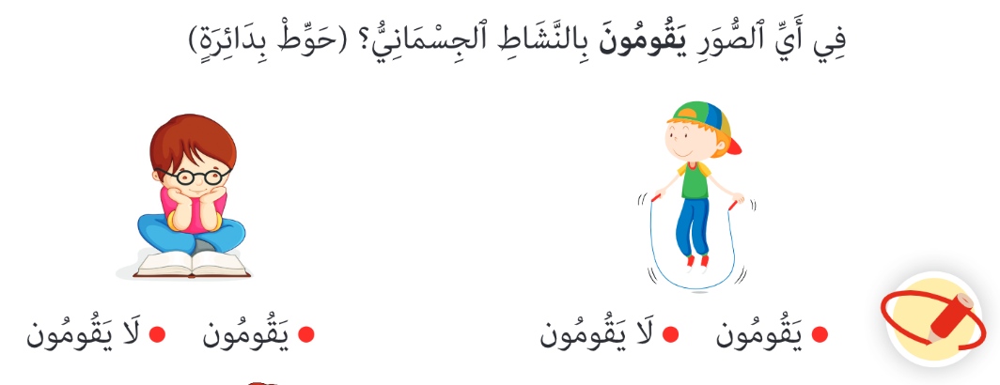 فِي أَيِّ ٱلصُّوَرِ يَقُومُونَ بِالنَّشَاطِ ٱلجِسْمَانِيُّ؟ (حَوِّطْ بِدَائِرَةٍ)
● يَقُومُون ● لَا يَقُومُون ● يَقُومُون ● لَا يَقُومُون